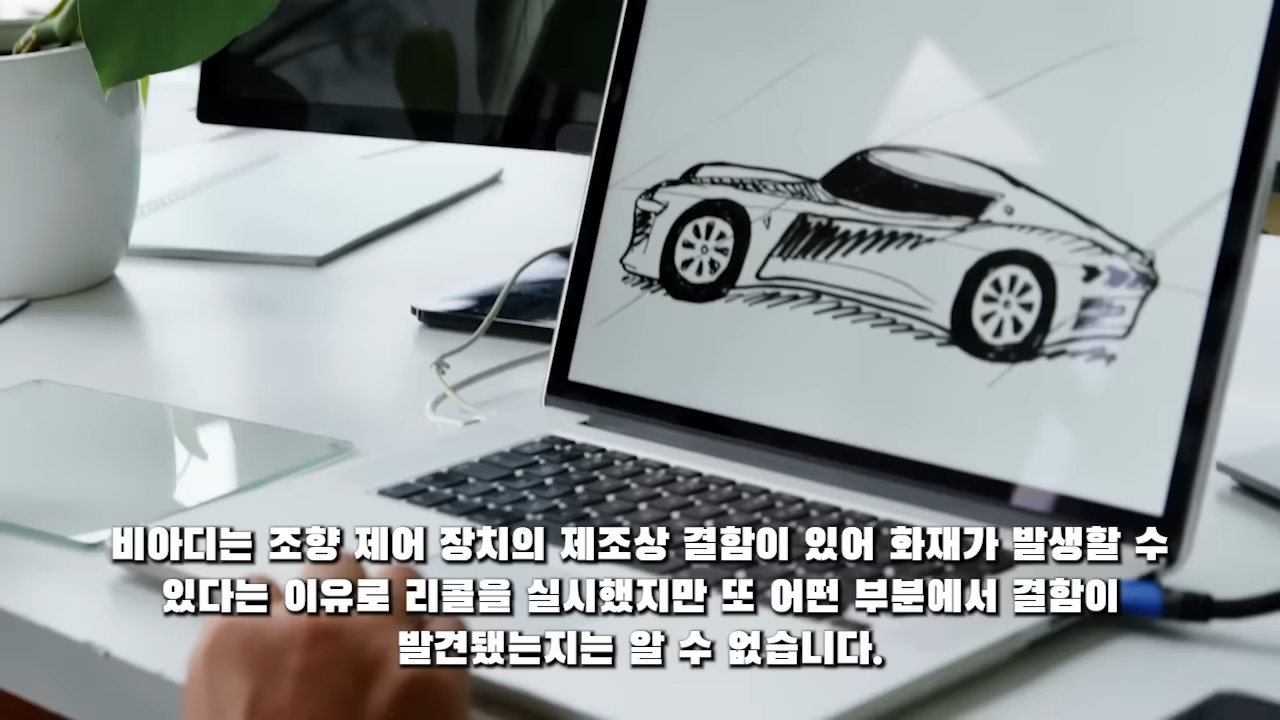 비아디는 조향 제어 장치의 제조상 결함이 있어 화재가 발생할 수
있다는 이유로 리콜을 실시했지만 또 어떤 부분에서 결함이
발견됐는지는 알 수 없습니다.